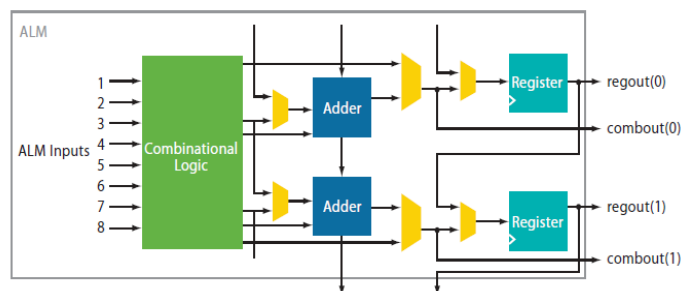 ALM
ALM Inputs
1
2
3
4
5
6
7
8
Combinational
Logic
Adder
Adder
Register
Register
regout(0)
combout(0)
regout(1)
combout(1)